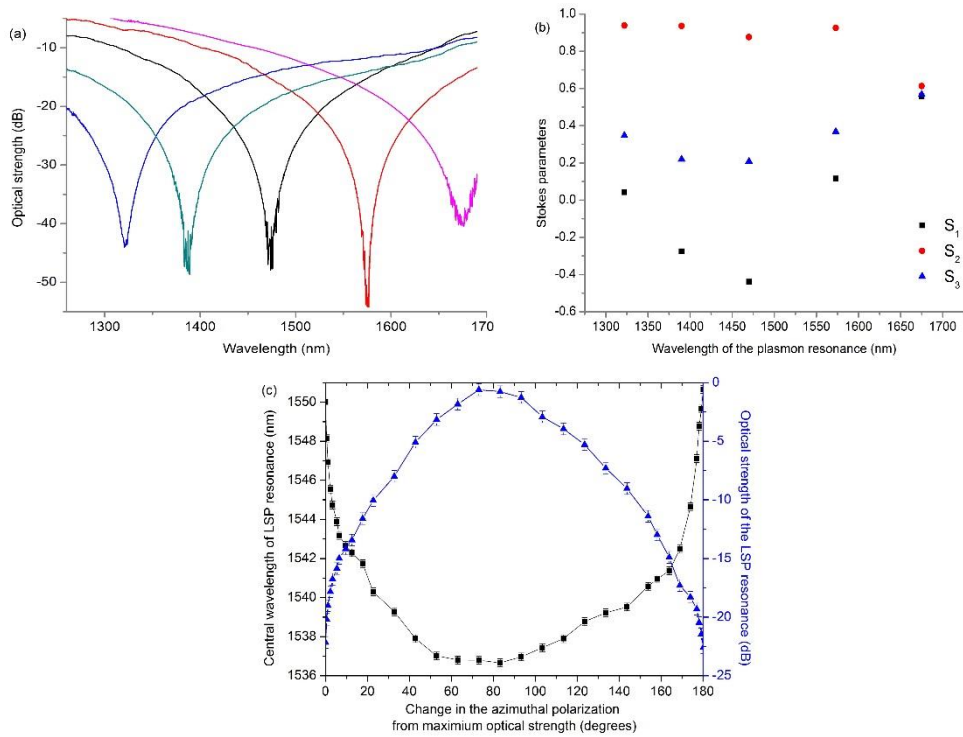 (a)
-10
-20
-30
-40
-50
Optical strength (dB)
1300
1400
1500
1600
170
Wavelength (nm)
(b)
1.0
0.8
0.6
0.4
0.2
0.0
-0.2
-0.4
-0.6
Stokes parameters
S1
S2
S3
1300 1350 1400 1450 1500 1550 1600 1650 1700
Wavelength of the plasmon resonance (nm)
(c)
1550
1548
1546
1544
1542
1540
1538
1536
Central wavelength of LSP resonance (nm)
0
-5
-10
-15
-20
-25
Optical strength of the LSP resonance (dB)
0 20 40 60 80 100 120 140 160 180
Change in the azimuthal polarization
from maximium optical strength (degrees)